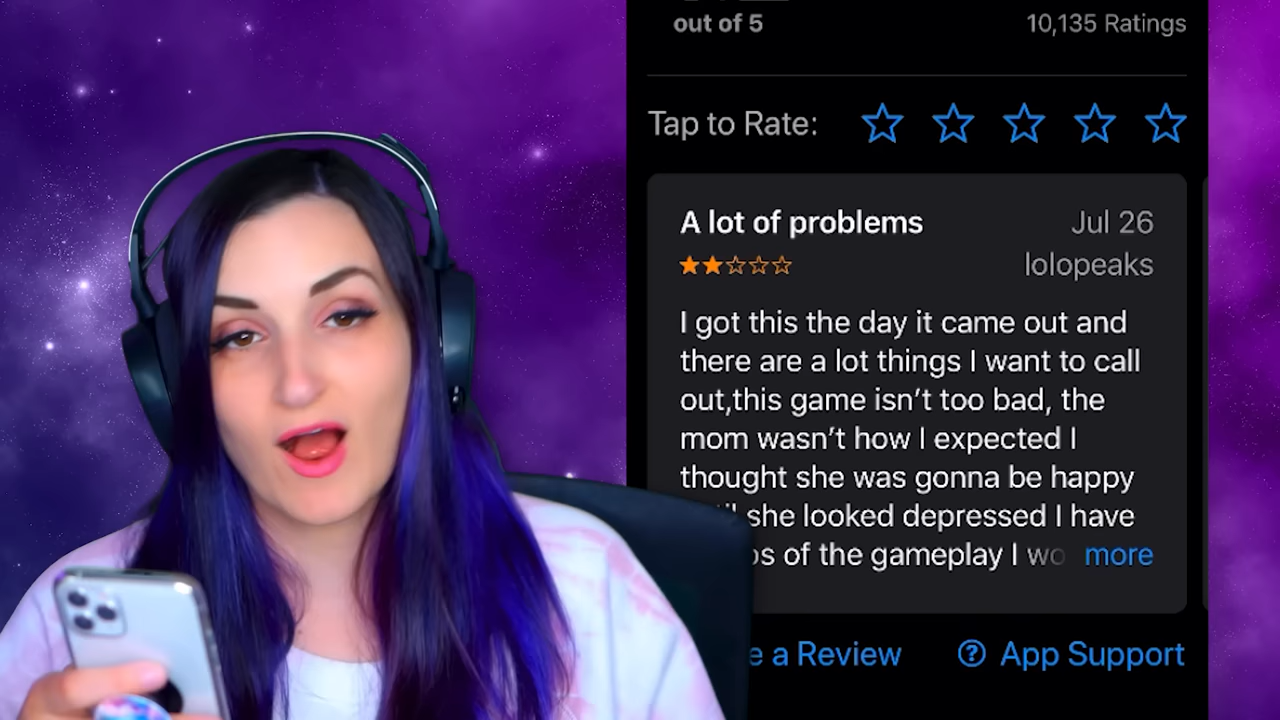 out of 5
10,135 Ratings
Tap to Rate:
A lot of problems
Jul 26
lolopeaks
I got this the day it came out and
there are a lot things I want to call
out,this game isn’t too bad, the
mom wasn’t how I expected I
thought she was gonna be happy
she looked depressed I have
of the gameplay I
more
a Review
App Support